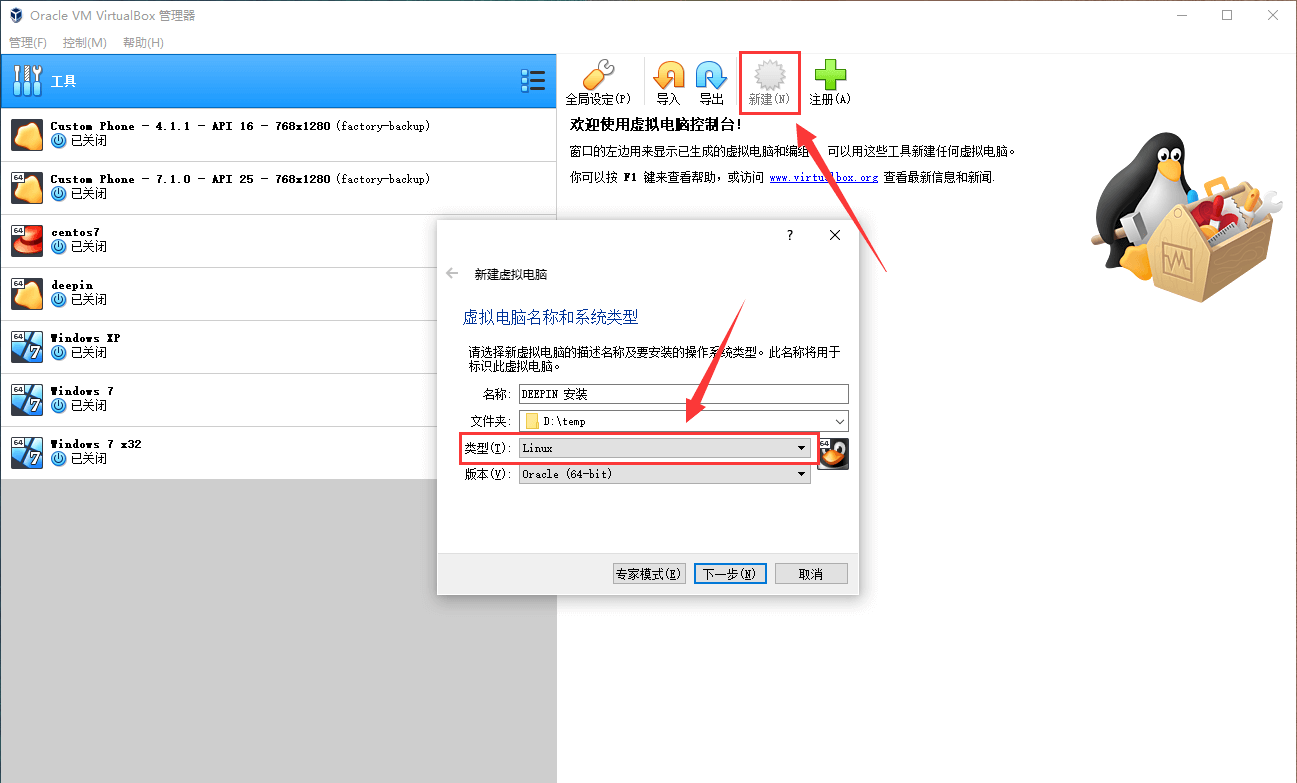 Oracle VM VirtualBox 管理器
管理(F) 控制(M) 帮助(H)
工具
全局设定(P) 导入 导出 新建(N) 注册(A)
Custom Phone - 4.1.1 - API 16 - 768x1280 (factory-backup)
已关闭
64
Custom Phone - 7.1.0 - API 25 - 768x1280 (factory-backup)
已关闭
64
centos7
已关闭
64
deepin
已关闭
64
Windows XP
已关闭
64
Windows 7
已关闭
64
Windows 7 x32
已关闭
欢迎使用虚拟电脑控制台!
窗口的左边用来显示已生成的虚拟电脑和编组 可以用这些工具新建任何虚拟电脑。
你可以按 F1 键来查看帮助，或访问 www.virtualbox.org 查看最新信息和新闻.
?
新建虚拟电脑
虚拟电脑名称和系统类型
请选择新虚拟电脑的描述名称及要安装的操作系统类型。此名称将用于
标识此虚拟电脑。
名称: DEEPIN 安装
文件夹: D:\temp
类型(T): Linux
64
版本(V): Oracle (64-bit)
专家模式(E) 下一步(N) 取消